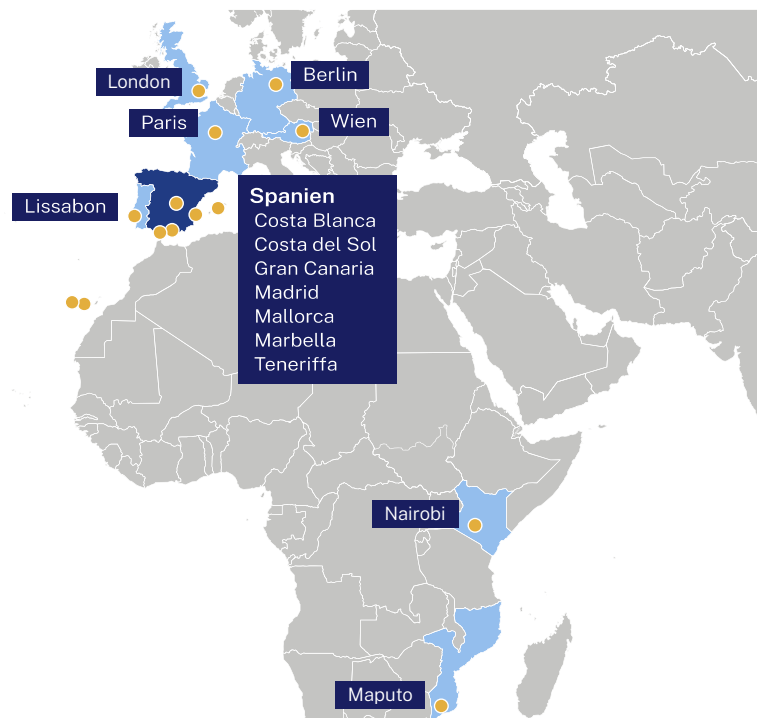 London
Berlin
Paris
Wien
Lissabon
Spanien
Costa Blanca
Costa del Sol
Gran Canaria
Madrid
Mallorca
Marbella
Teneriffa
Nairobi
Maputo